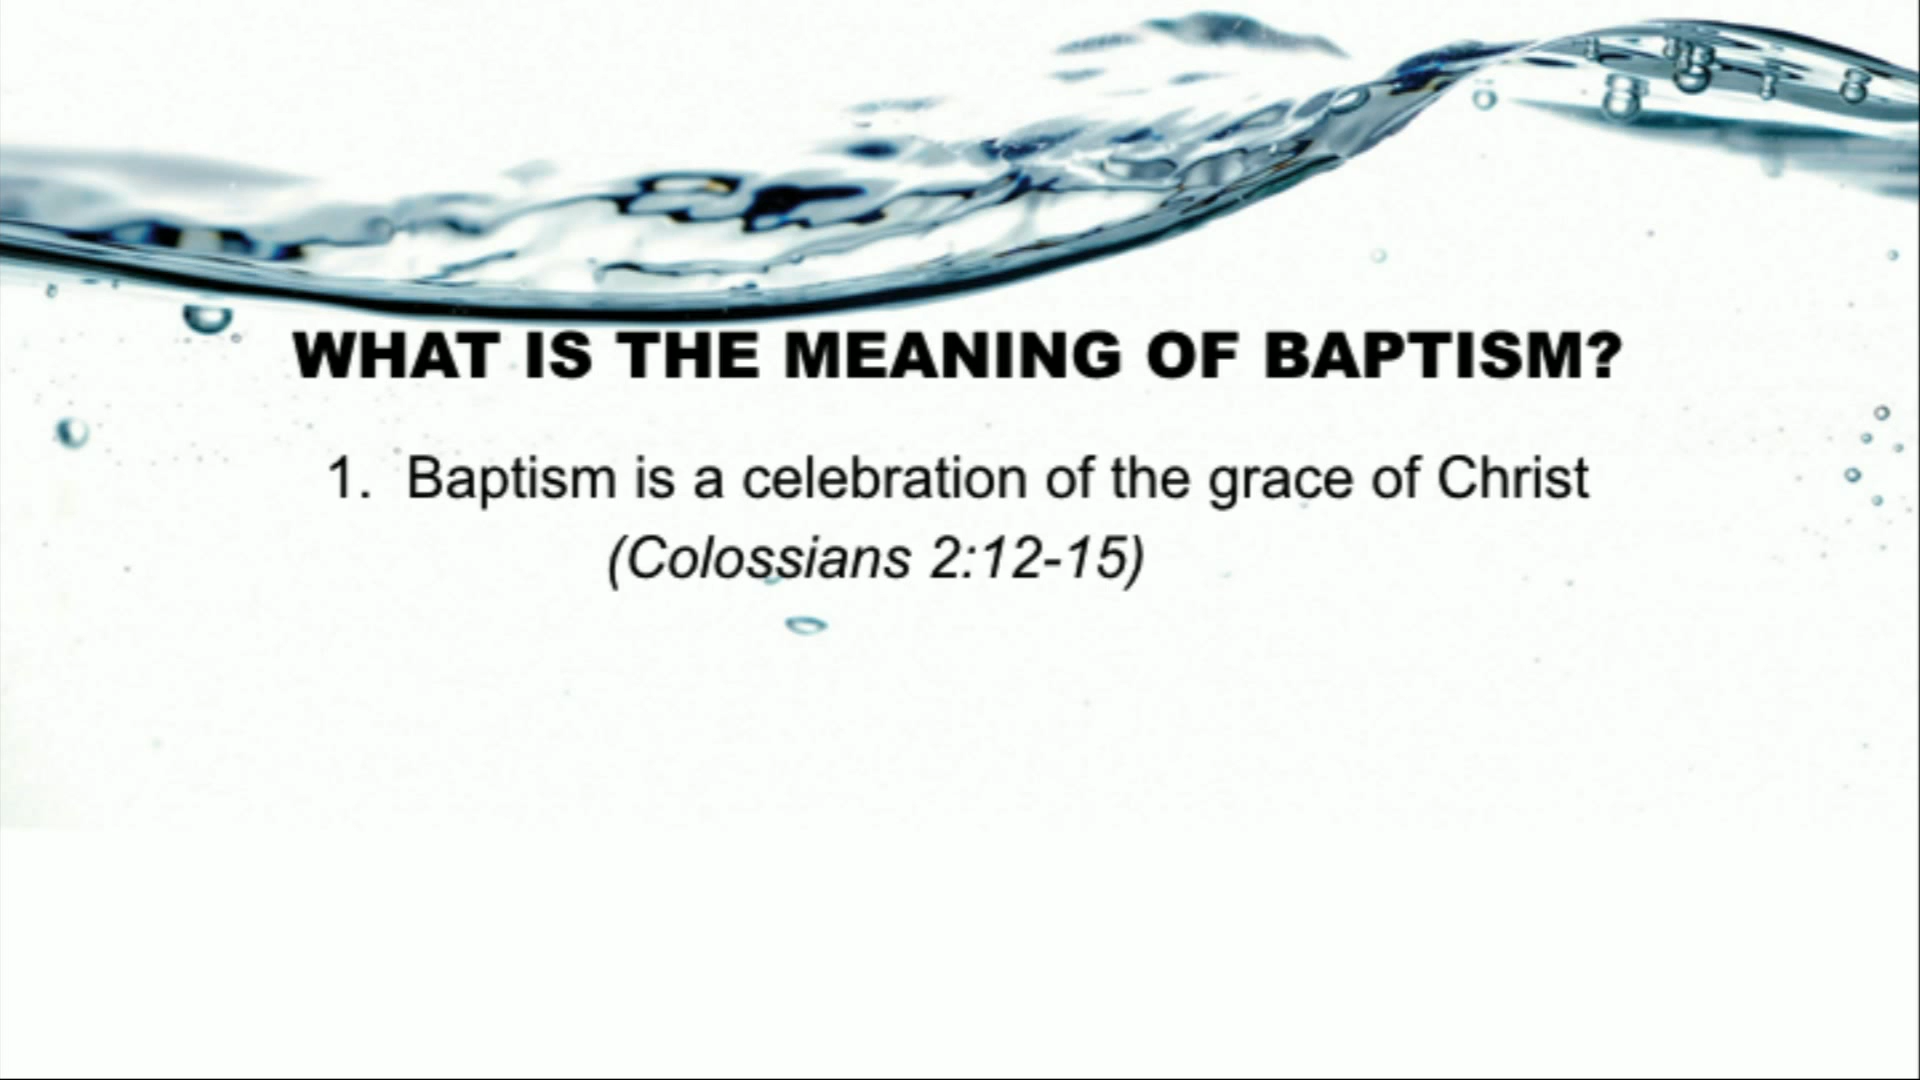 WHAT IS THE MEANING OF BAPTISM?
1. Baptism is a celebration of the grace of Christ
(Colossians 2:12-15)